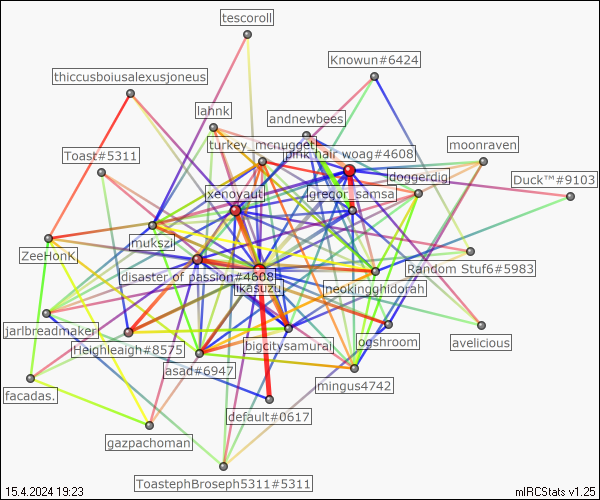 tescoroll
Knowun#6424
thiccusboiusalexusjoneus
lahnk
andnewbees
turkey_mcnugget
pink hair woag#4608
moonraven
Toast#5311
doggerdig
Duck™#9103
xenoyaut
gregor_samsa
mukszi
ZeeHonK
Random Stuf6#5983
disaster of passion#4608
ikasuzu
neokingghidorah
jarlbreadmaker
Heighleaigh#8575
bigcitysamurai
ogshroom
avelicious
asad#6947
mingus4742
facadas.
default#0617
gazpachoman
ToastephBroseph5311#5311
15.4.2024 19:23
mIRCStats v1.25